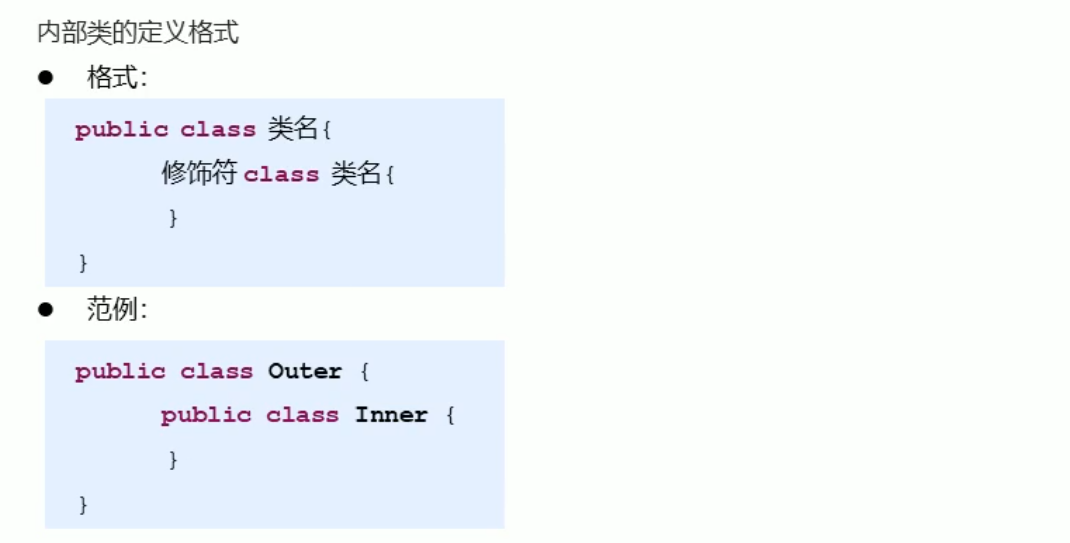 内部类的定义格式
● 格式：
public class 类名{
修饰符 class 类名{
}
}
● 范例：
public class Outer {
public class Inner {
}
}